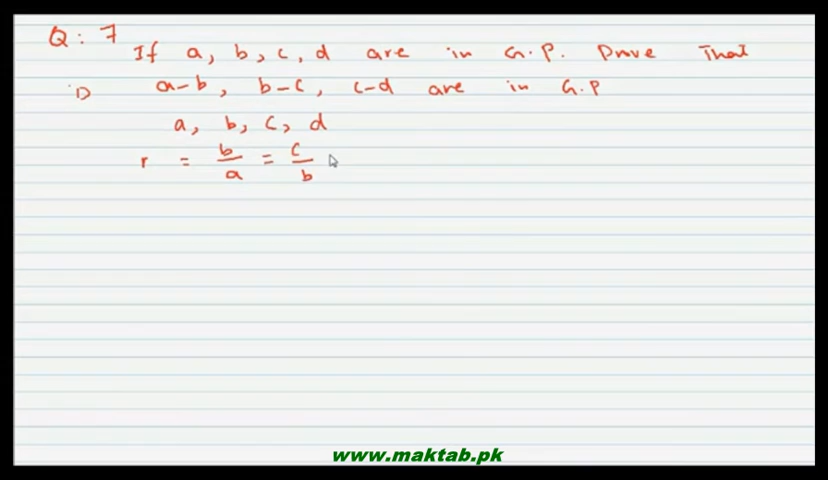 Q : 7
If a, b, c, d are in G.P. Prove That
i) a-b, b-c, c-d are in G.P
a, b, c, d
r = b/a = c/b
www.maktab.pk